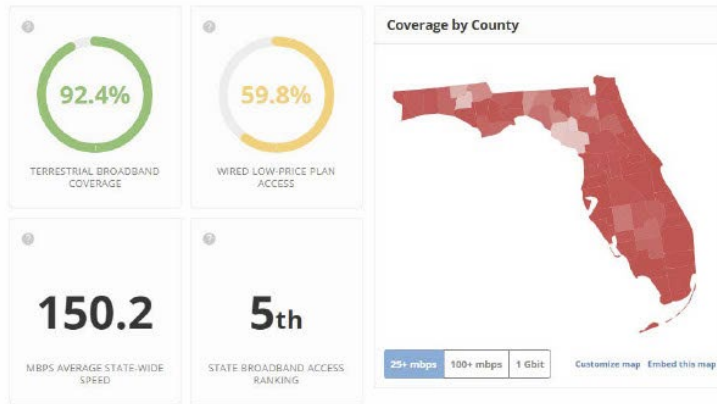 Coverage by County
92.4%
TERRESTRIAL BROADBAND
COVERAGE
59.8%
WIRED LOW-PRICE PLAN
ACCESS
150.2
MBPS AVERAGE STATE-WIDE
SPEED
5th
STATE BROADBAND ACCESS
RANKING
25+ mbps
100+ mbps
1 Gbit
Customize map
Embed this map